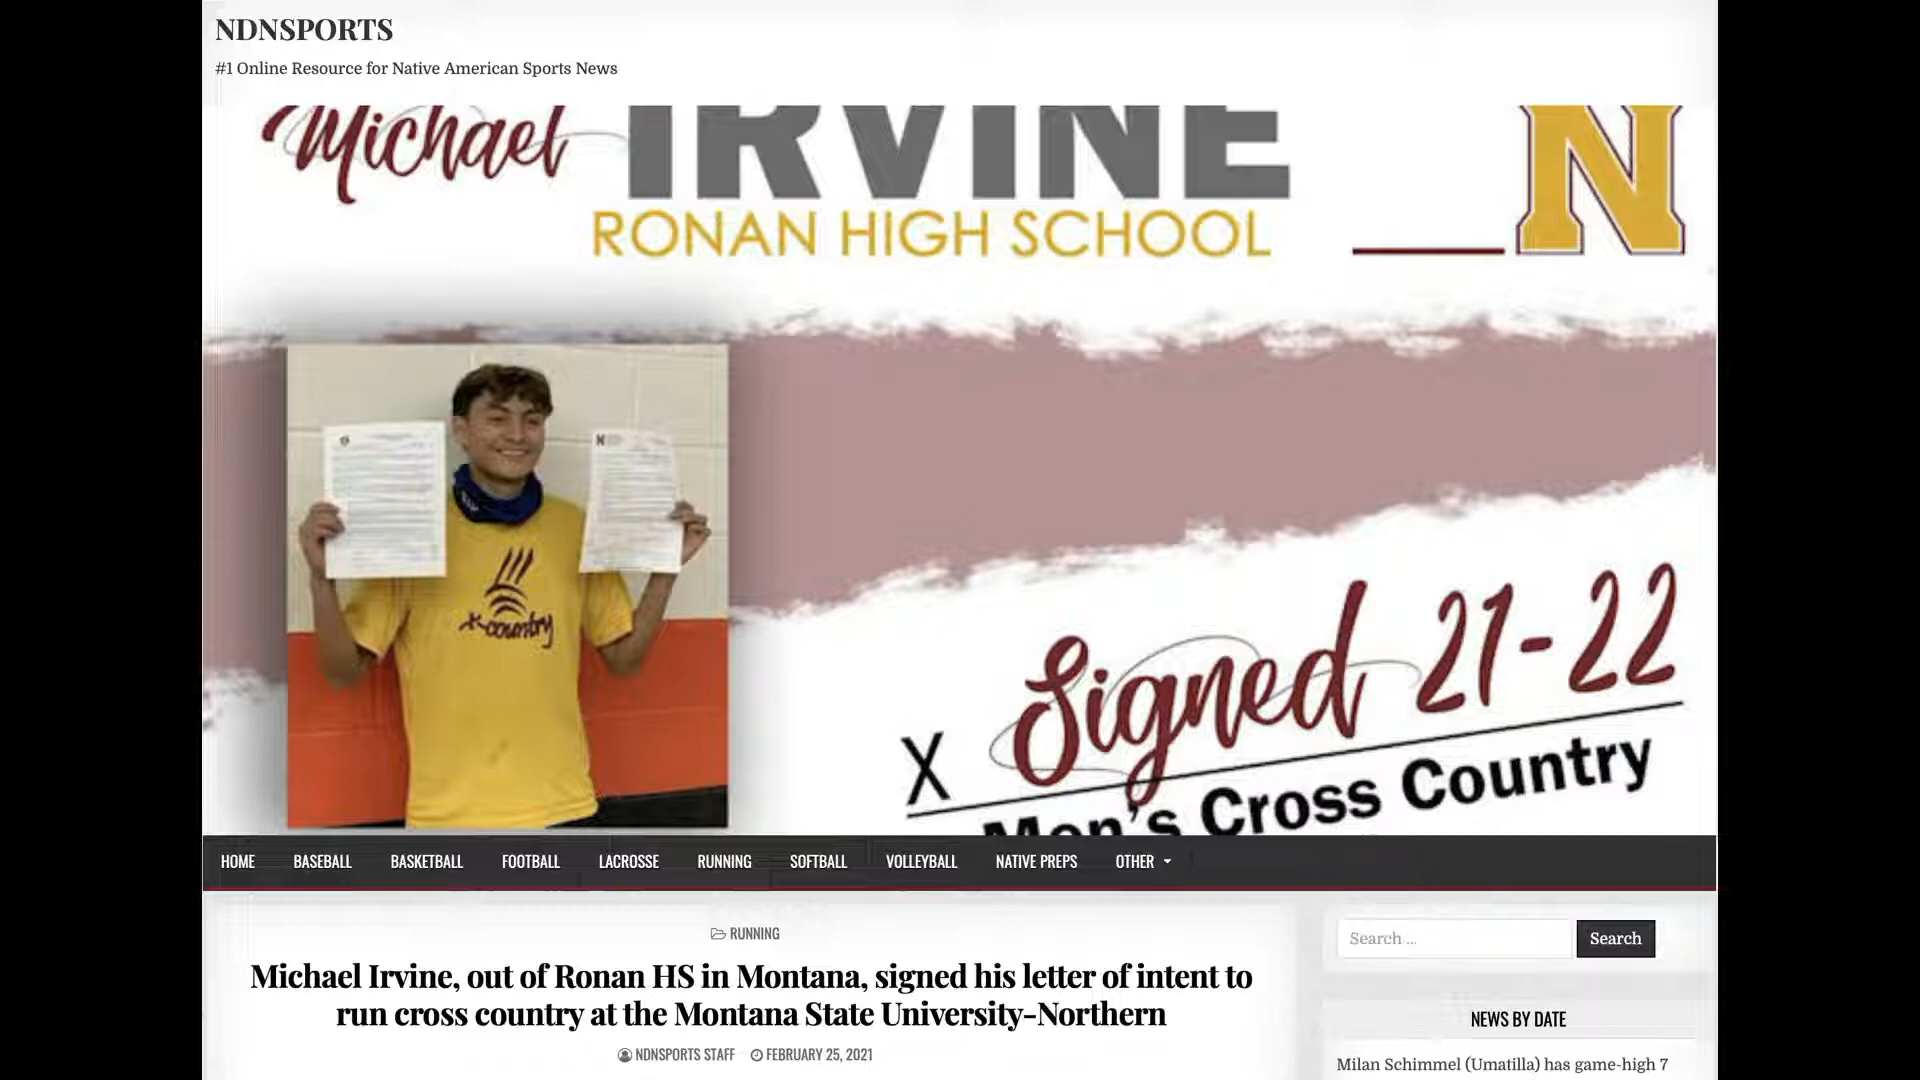 NDNSPORTS
#1 Online Resource for Native American Sports News
Michael IRVINE N
RONAN HIGH SCHOOL
x-country
X Signed 21-22
Men's Cross Country
HOME BASEBALL BASKETBALL FOOTBALL LACROSSE RUNNING SOFTBALL VOLLEYBALL NATIVE PREPS OTHER
RUNNING
Michael Irvine, out of Ronan HS in Montana, signed his letter of intent to
run cross country at the Montana State University-Northern
NDNSPORTS STAFF FEBRUARY 25, 2021
Search ... Search
NEWS BY DATE
Milan Schimmel (Umatilla) has game-high 7